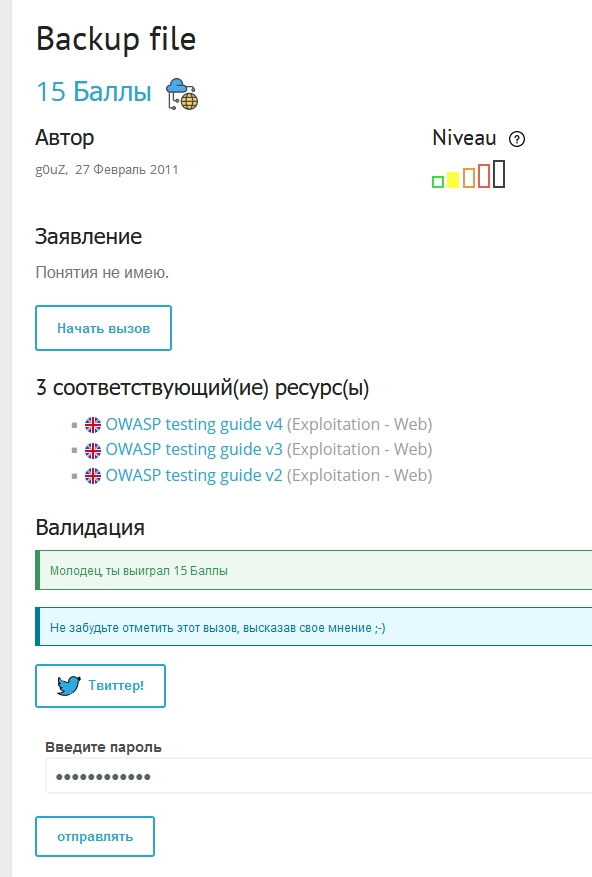 Backup file
15 Баллы
Автор
Niveau ?
g0uZ, 27 Февраль 2011
Заявление
Понятия не имею.
Начать вызов
3 соответствующий(ие) ресурс(ы)
OWASP testing guide v4 (Exploitation - Web)
OWASP testing guide v3 (Exploitation - Web)
OWASP testing guide v2 (Exploitation - Web)
Валидация
Молодец, ты выиграл 15 Баллы
Не забудьте отметить этот вызов, высказав свое мнение ;-)
Твиттер!
Введите пароль
••••••••••••
отправлять